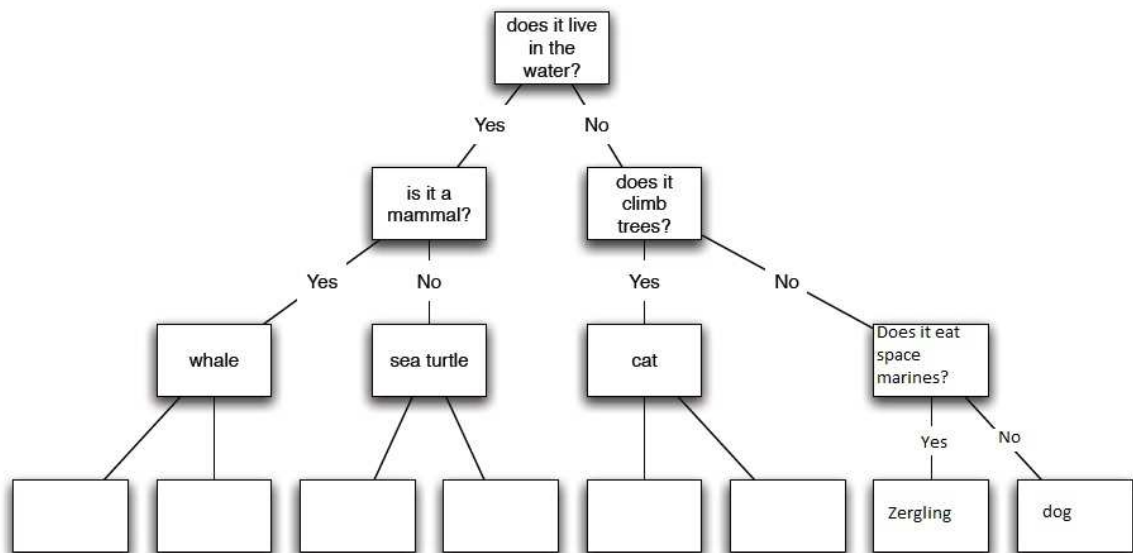 does it live
in the
water?
Yes
No
is it a
mammal?
does it
climb
trees?
Yes
No
Yes
No
whale
sea turtle
cat
Does it eat
space
marines?
Yes
No
Zergling
dog